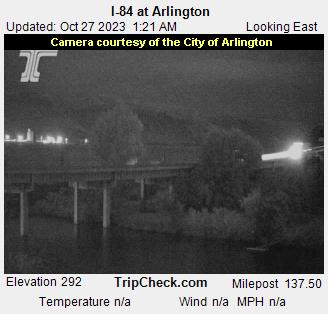 I-84 at Arlington
Updated: Oct 27 2023 1:21 AM Looking East
Camera courtesy of the City of Arlington
Elevation 292 TripCheck.com Milepost 137.50
Temperature n/a Wind n/a MPH n/a